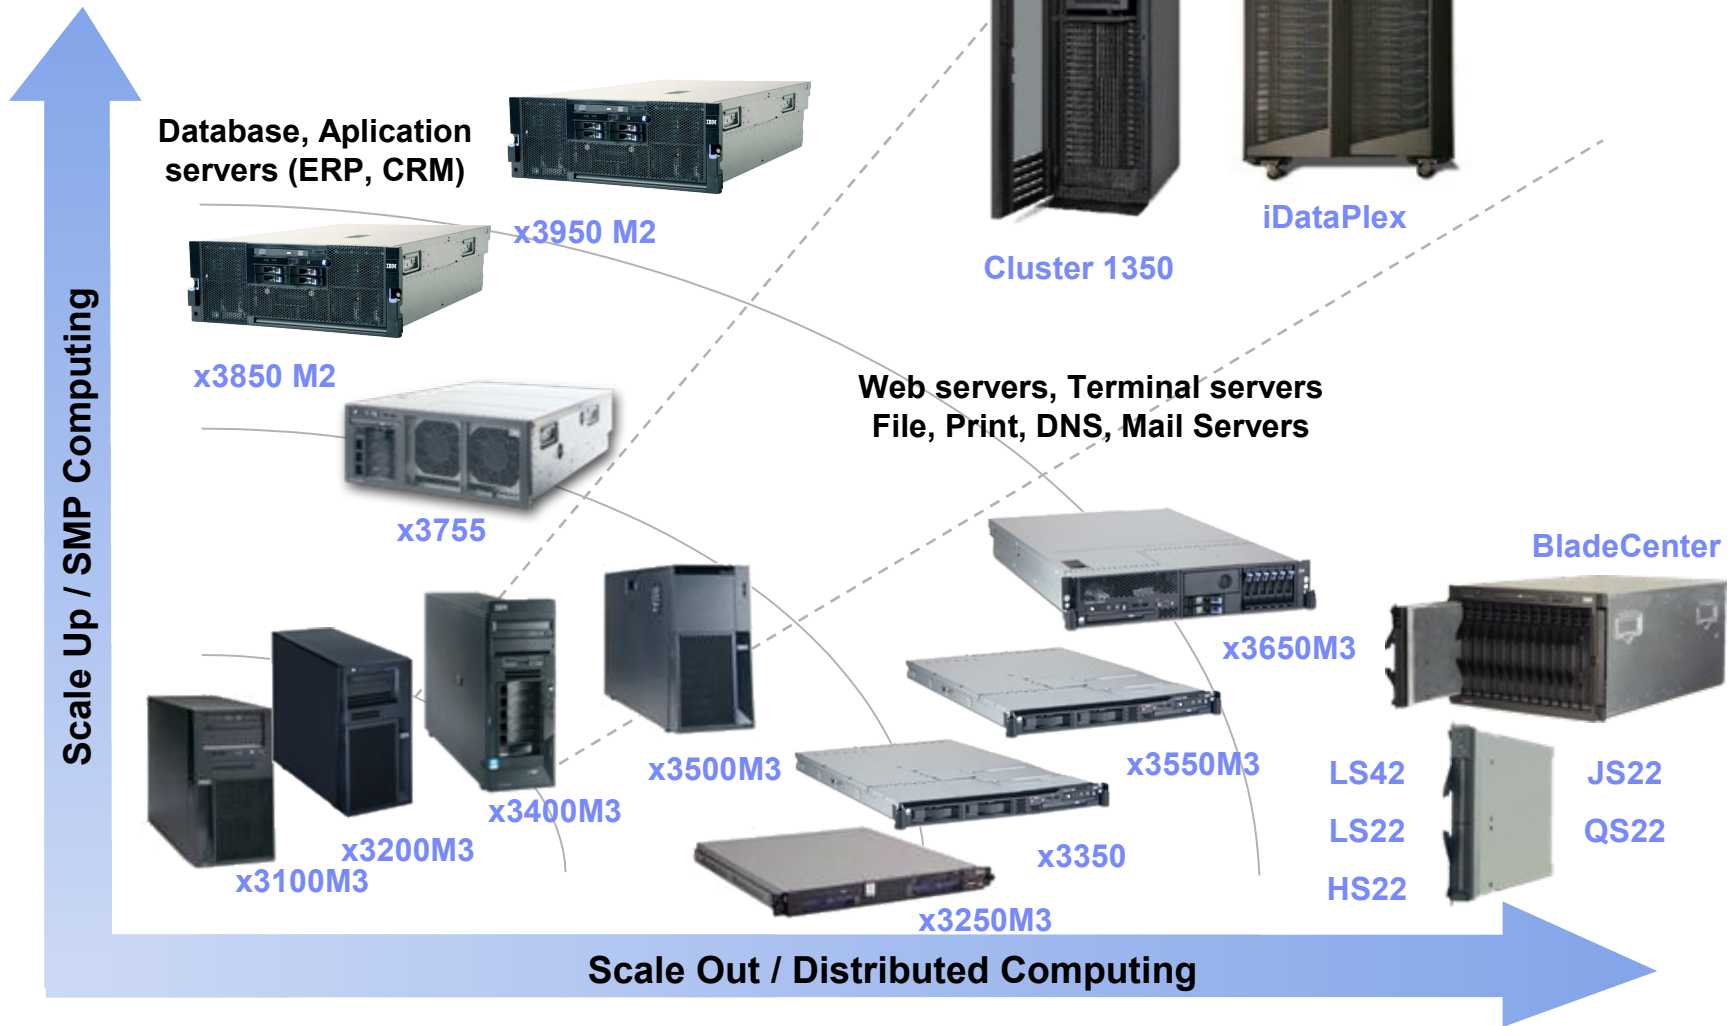 Database, Aplication
servers (ERP, CRM)
x3950 M2
iDataPlex
Cluster 1350
x3850 M2
Web servers, Terminal servers
File, Print, DNS, Mail Servers
x3755
BladeCenter
x3650M3
x3550M3
x3500M3
x3400M3
x3200M3
x3100M3
x3350
x3250M3
LS42
JS22
LS22
QS22
HS22
Scale Up / SMP Computing
Scale Out / Distributed Computing